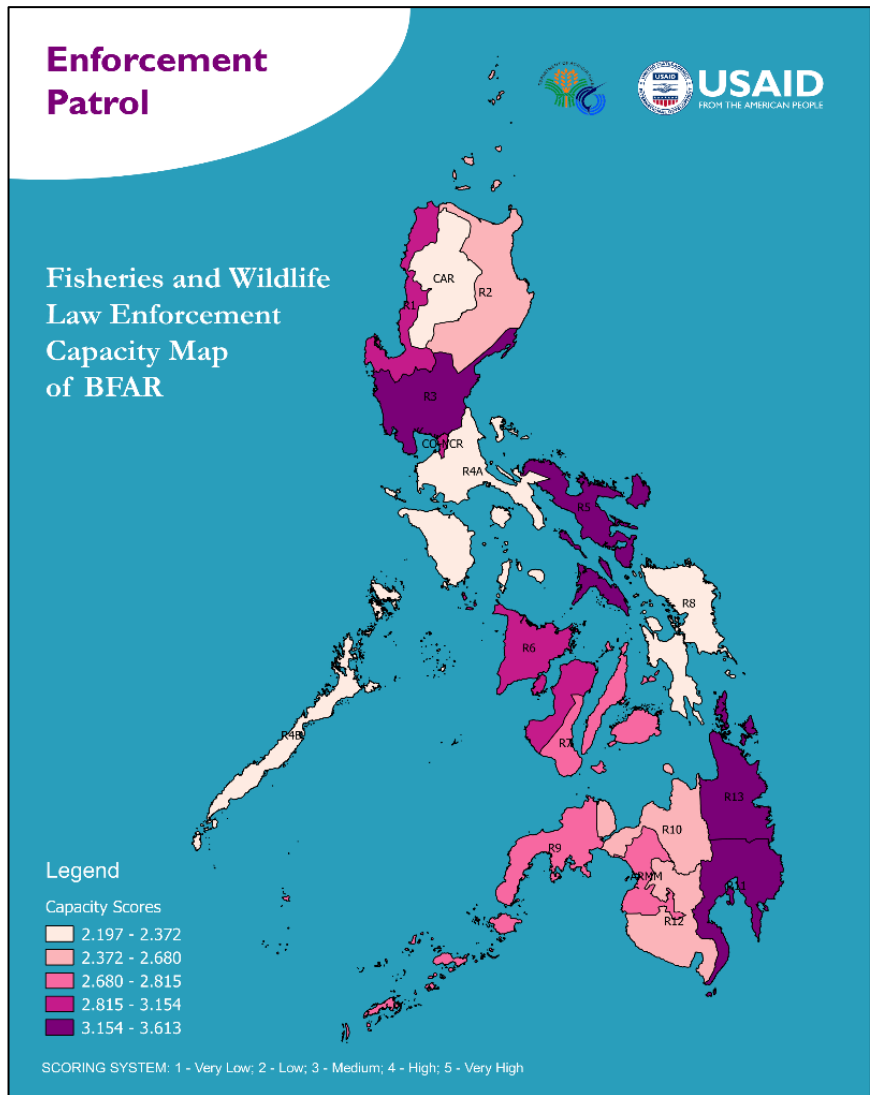 Enforcement
Patrol
USAID
FROM THE AMERICAN PEOPLE
Fisheries and Wildlife
Law Enforcement
Capacity Map
of BFAR
CAR
R2
R1
R3
CO-NCR
R4A
R5
R8
R6
R7
R4B
R13
R10
R9
ARMM
R11
R12
Legend
Capacity Scores
2.197 - 2.372
2.372 - 2.680
2.680 - 2.815
2.815 - 3.154
3.154 - 3.613
SCORING SYSTEM: 1 - Very Low; 2 - Low; 3 - Medium; 4 - High; 5 - Very High